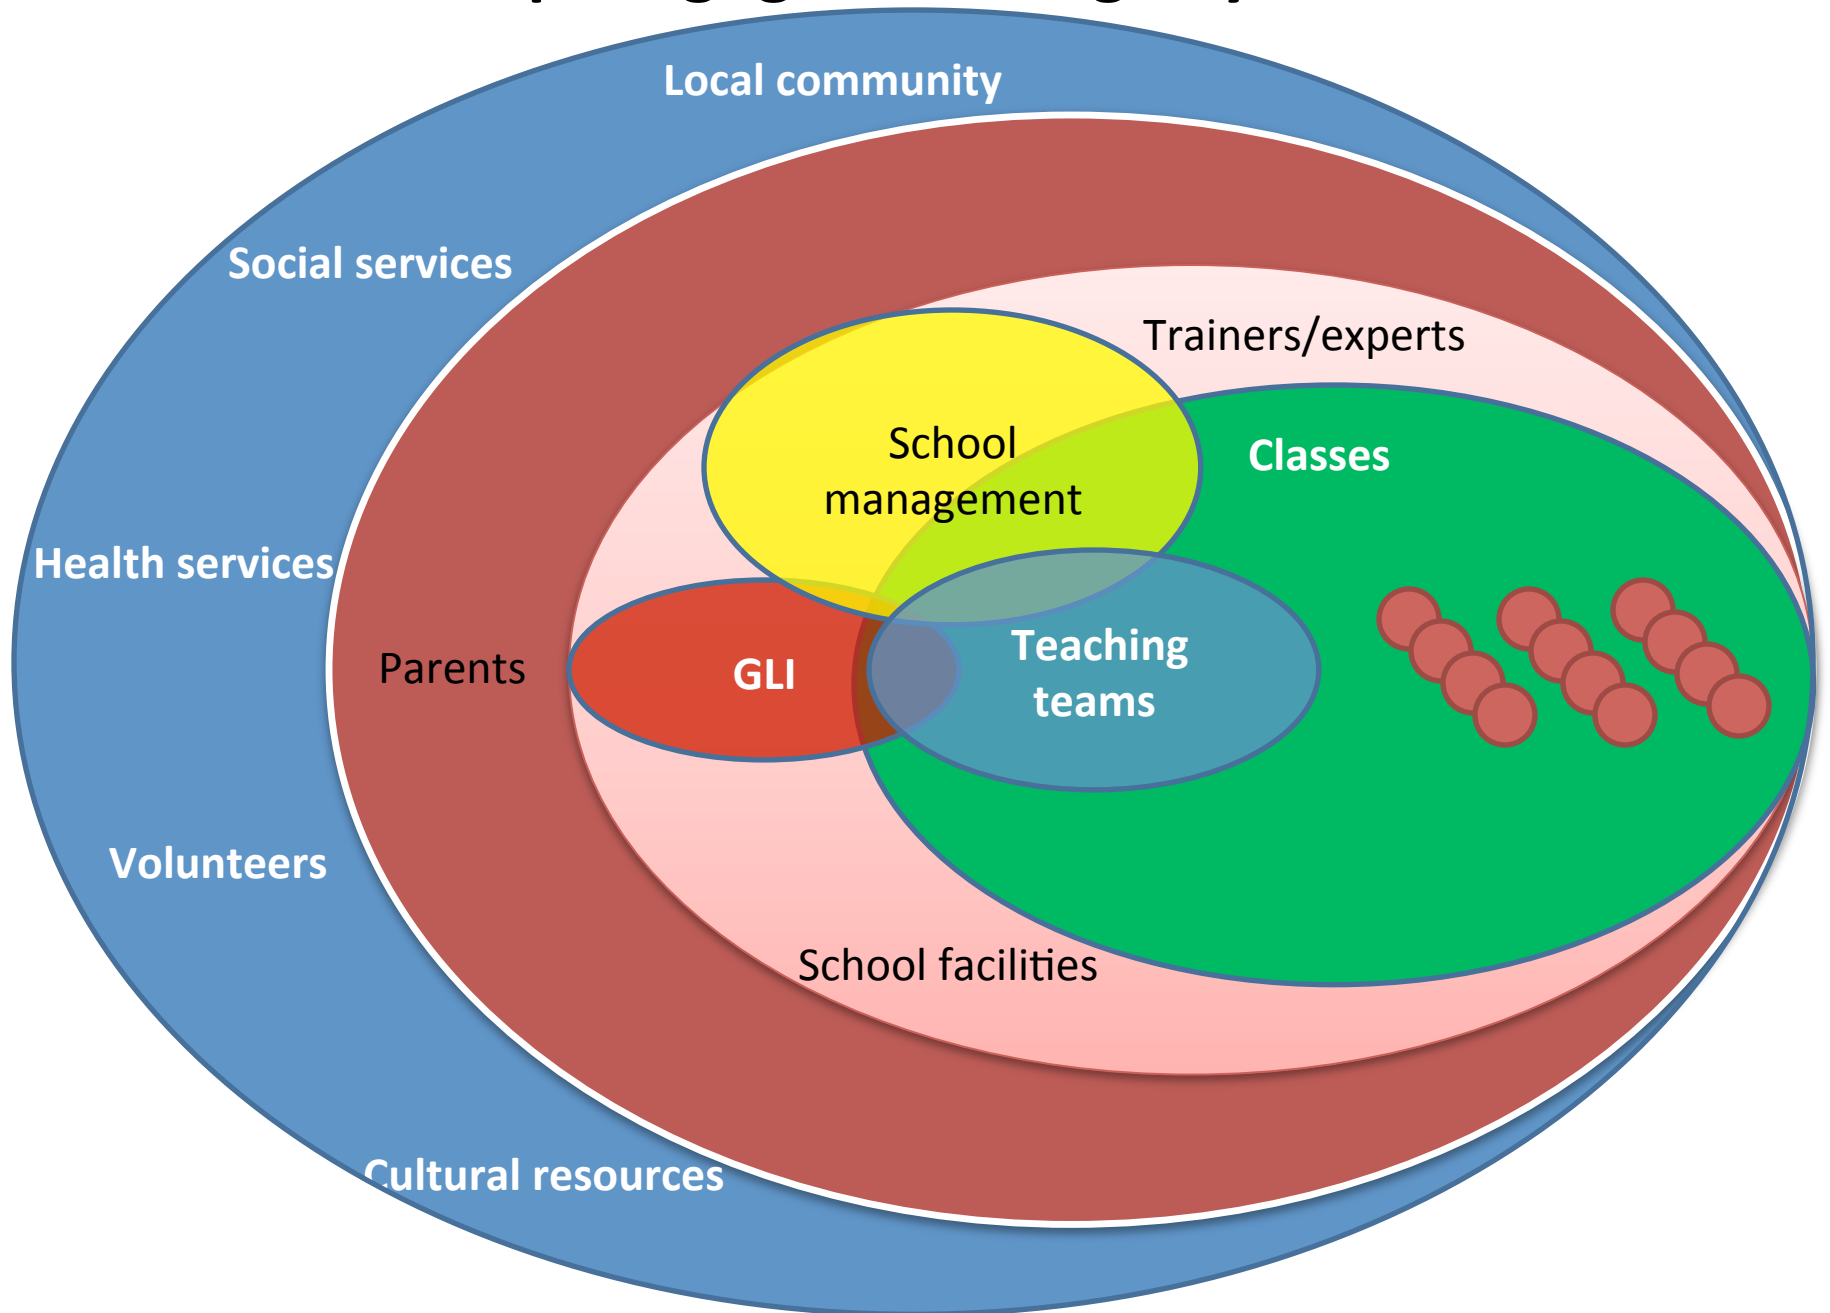 Local community
Social services
Trainers/experts
School
management
Classes
Health services
Parents
GLI
Teaching
teams
Volunteers
School facilities
Cultural resources